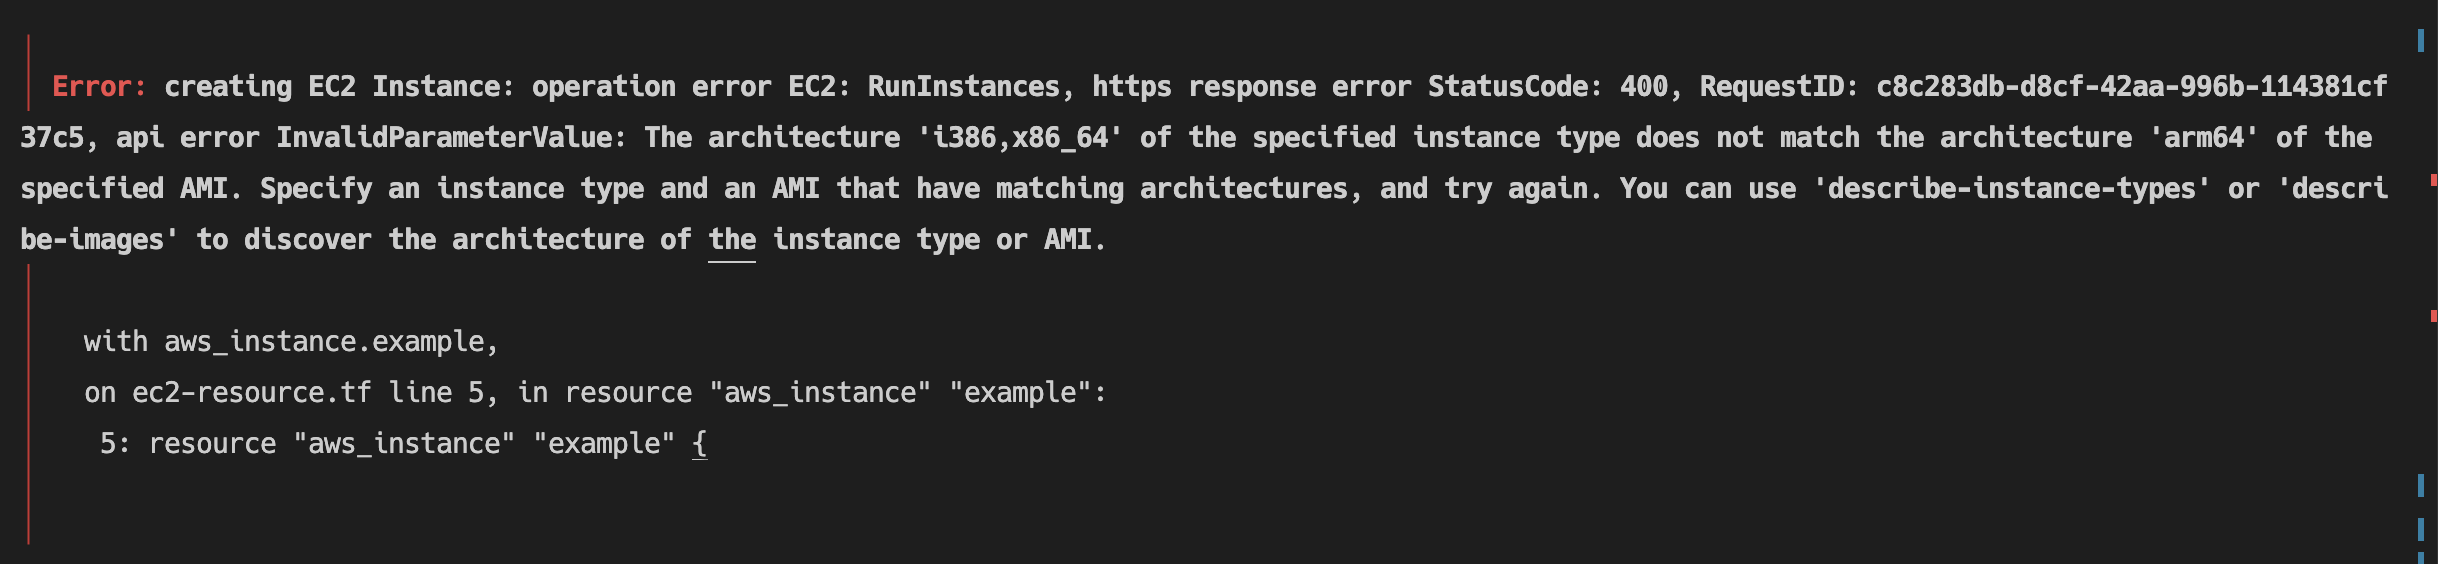 Error: creating EC2 Instance: operation error EC2: RunInstances, https response error StatusCode: 400, RequestID: c8c283db-d8cf-42aa-996b-114381cf
37c5, api error InvalidParameterValue: The architecture 'i386,x86_64' of the specified instance type does not match the architecture 'arm64' of the
specified AMI. Specify an instance type and an AMI that have matching architectures, and try again. You can use 'describe-instance-types' or 'descri
be-images' to discover the architecture of the instance type or AMI.
with aws_instance.example,
on ec2-resource.tf line 5, in resource "aws_instance" "example":
5: resource "aws_instance" "example" {